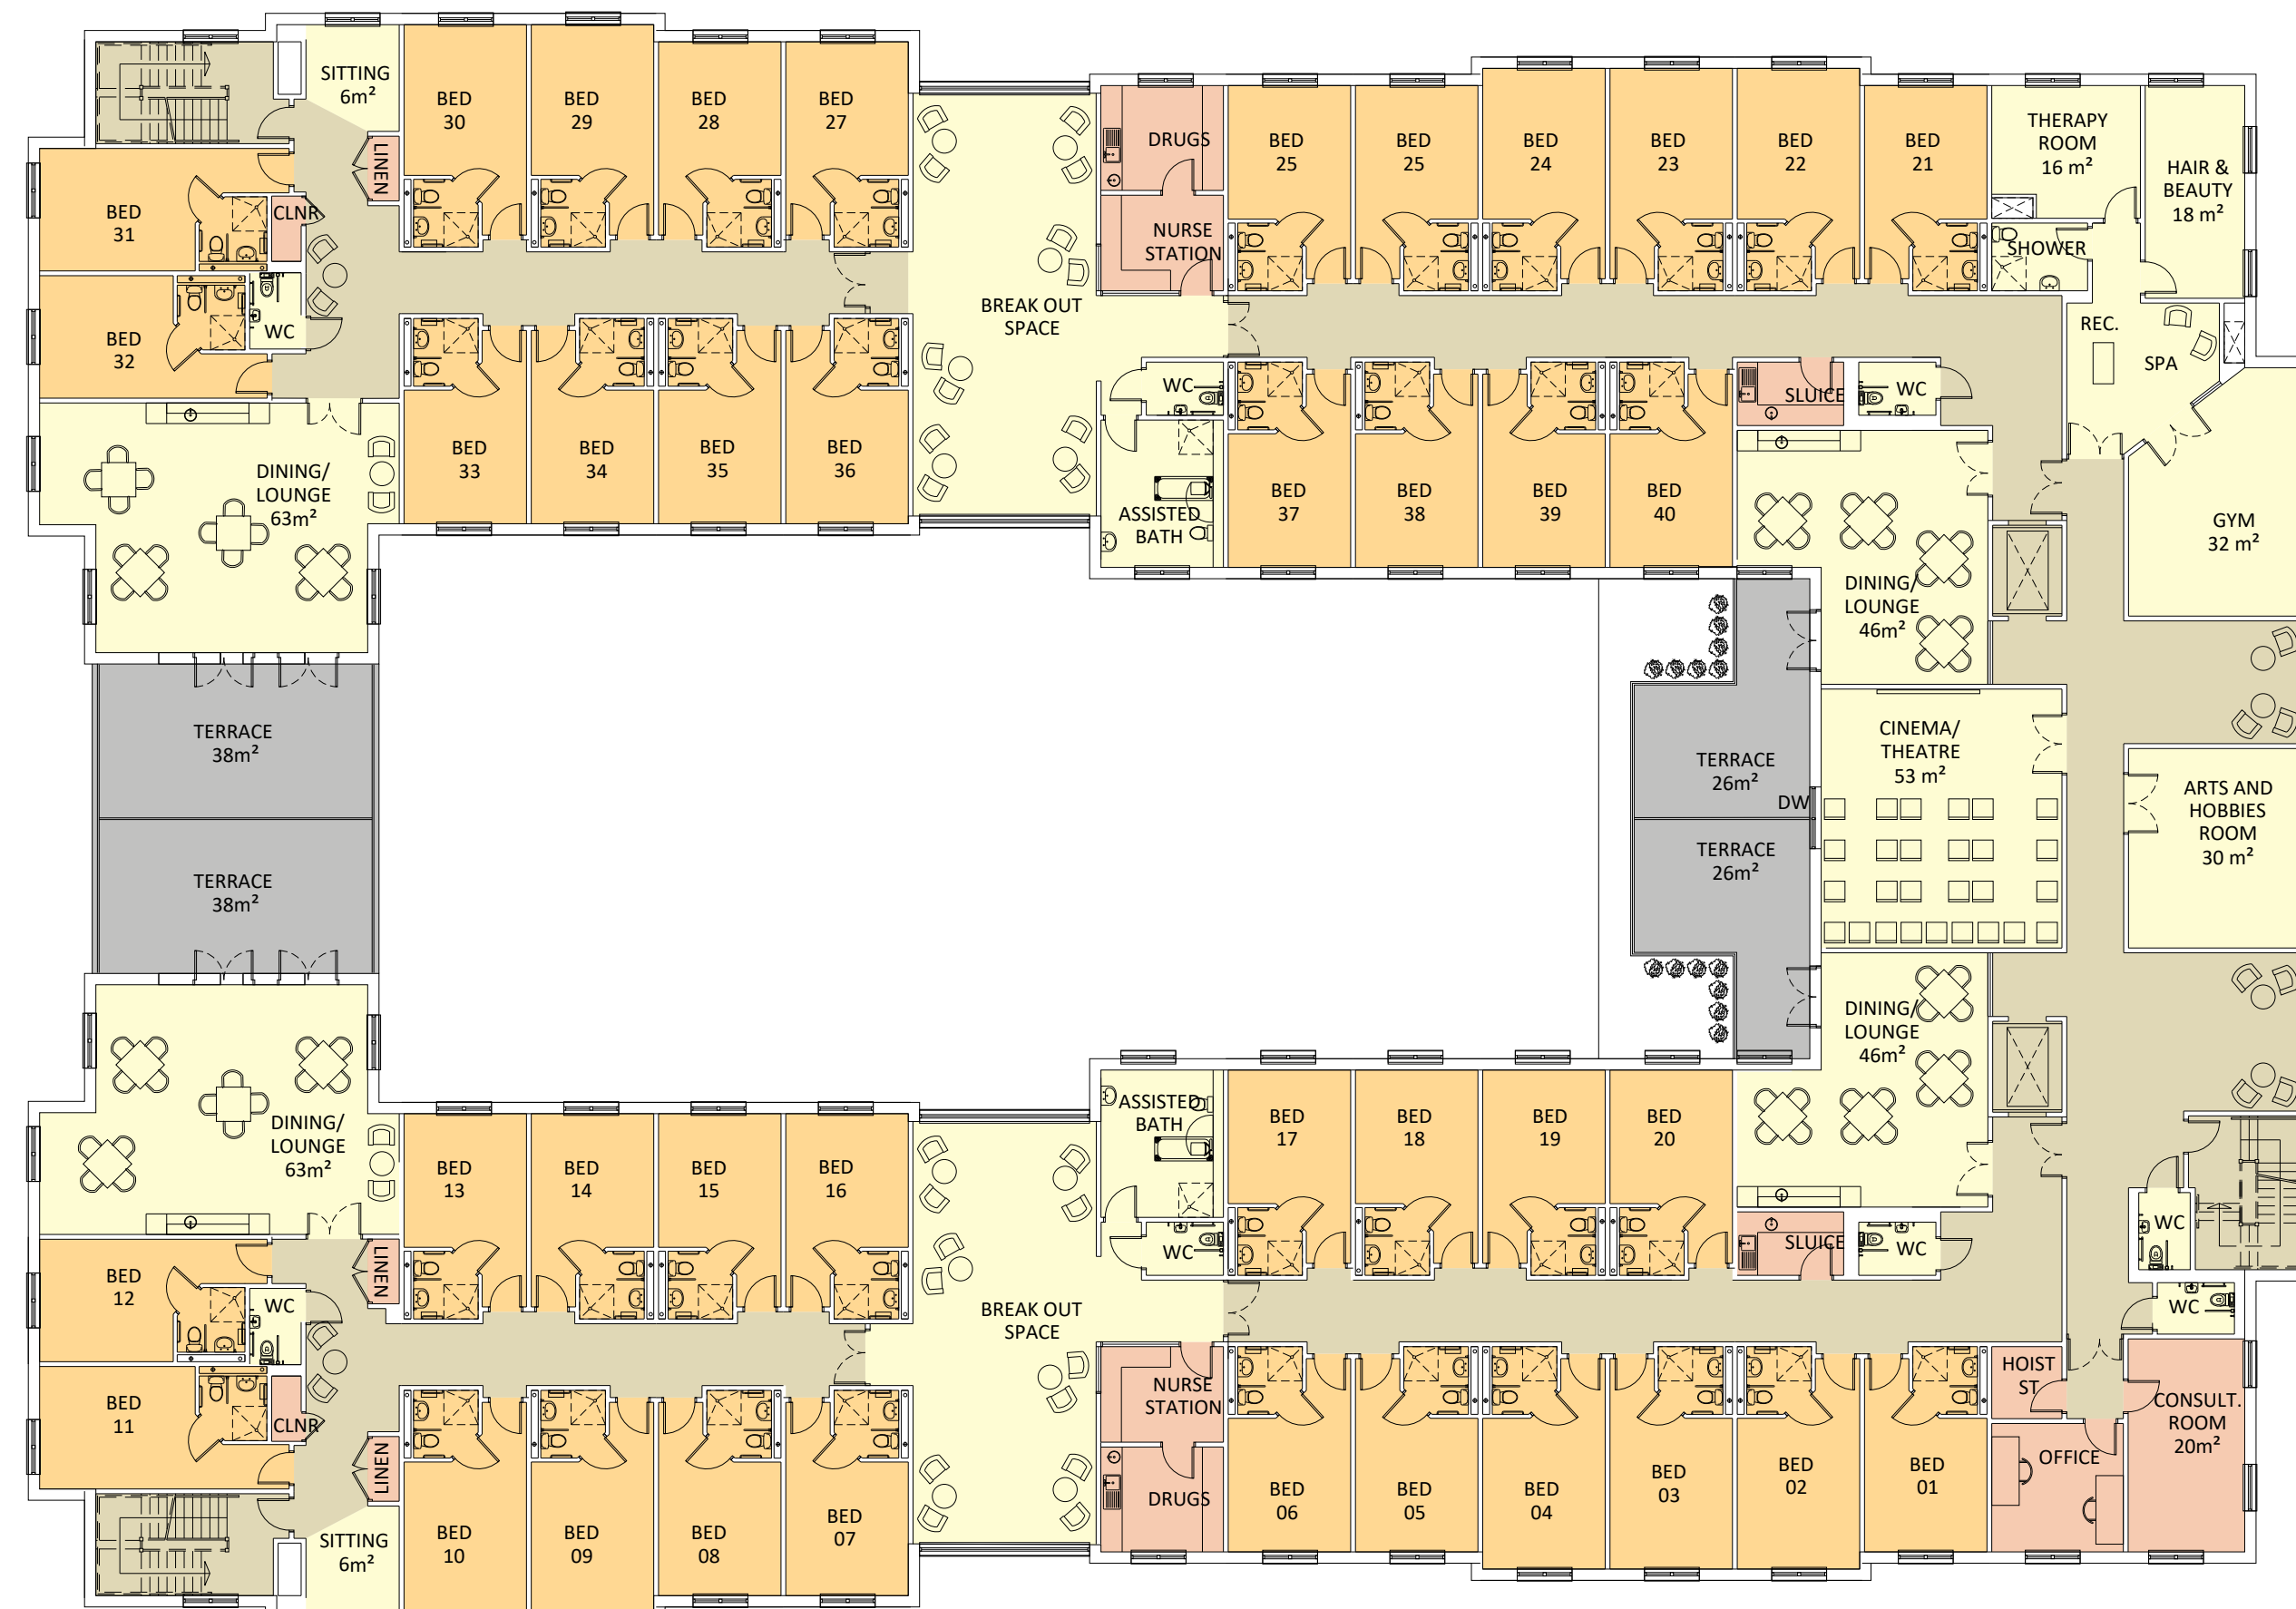 SITTING
6m²
BED
30
BED
29
BED
28
BED
27
DRUGS
BED
25
BED
25
BED
24
BED
23
BED
22
BED
21
THERAPY
ROOM
16 m²
HAIR &
BEAUTY
18 m²
LINEN
BED
31
CLNR
NURSE
STATION
SHOWER
BED
32
WC
BREAK OUT
SPACE
REC.
SPA
WC
SLUICE
WC
DINING/
LOUNGE
63m²
BED
33
BED
34
BED
35
BED
36
ASSISTED
BATH
BED
37
BED
38
BED
39
BED
40
GYM
32 m²
DINING/
LOUNGE
46m²
TERRACE
38m²
TERRACE
26m²
DW
CINEMA/
THEATRE
53 m²
ARTS AND
HOBBIES
ROOM
30 m²
TERRACE
38m²
TERRACE
26m²
DINING/
LOUNGE
46m²
DINING/
LOUNGE
63m²
BED
13
BED
14
BED
15
BED
16
ASSISTED
BATH
BED
17
BED
18
BED
19
BED
20
WC
SLUICE
WC
WC
BED
12
WC
LINEN
BREAK OUT
SPACE
WC
BED
11
CLNR
LINEN
NURSE
STATION
HOIST
ST
CONSULT.
ROOM
20m²
OFFICE
SITTING
6m²
BED
10
BED
09
BED
08
BED
07
DRUGS
BED
06
BED
05
BED
04
BED
03
BED
02
BED
01